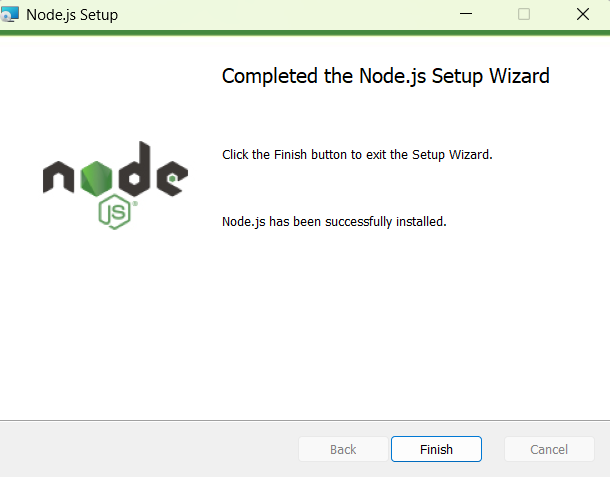 Node.js Setup
Completed the Node.js Setup Wizard
node
JS®
Click the Finish button to exit the Setup Wizard.
Node.js has been successfully installed.
Back
Finish
Cancel